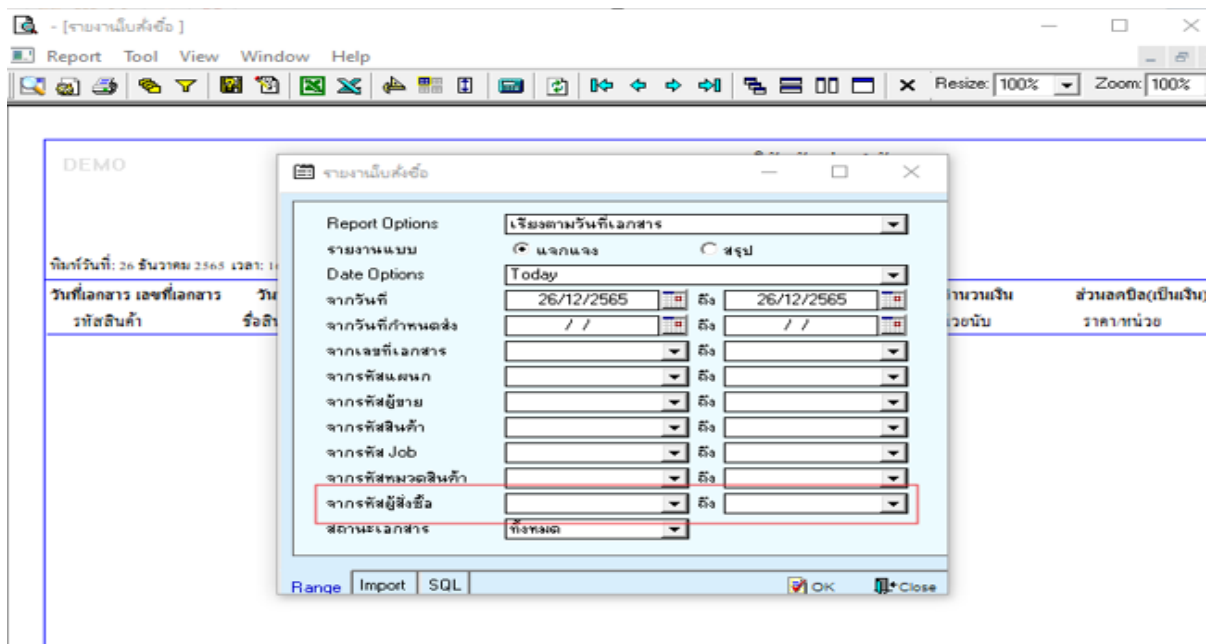 - [รายงานใบสั่งซื้อ ]
Report Tool View Window Help
Resize: 100% Zoom: 100%
DEMO
รายงานใบสั่งซื้อ
Report Options เรียงตามวันที่เอกสาร
รายงานแบบ แจกแจง สรุป
Date Options Today
จากวันที่ 26/12/2565 ถึง 26/12/2565
จากวันที่กำหนดส่ง / / ถึง / /
จากเลขที่เอกสาร ถึง
จากรหัสแผนก ถึง
จากรหัสผู้ขาย ถึง
จากรหัสสินค้า ถึง
จากรหัส Job ถึง
จากรหัสหมวดสินค้า ถึง
จากรหัสผู้สั่งซื้อ ถึง
สถานะเอกสาร ทั้งหมด
Range Import SQL OK Close
พิมพ์วันที่: 26 ธันวาคม 2565 เวลา:
วันที่เอกสาร เลขที่เอกสาร วัน ส่วนลดบิล(เป็นเงิน)
รหัสสินค้า ชื่อสิน ราคา/หน่วย